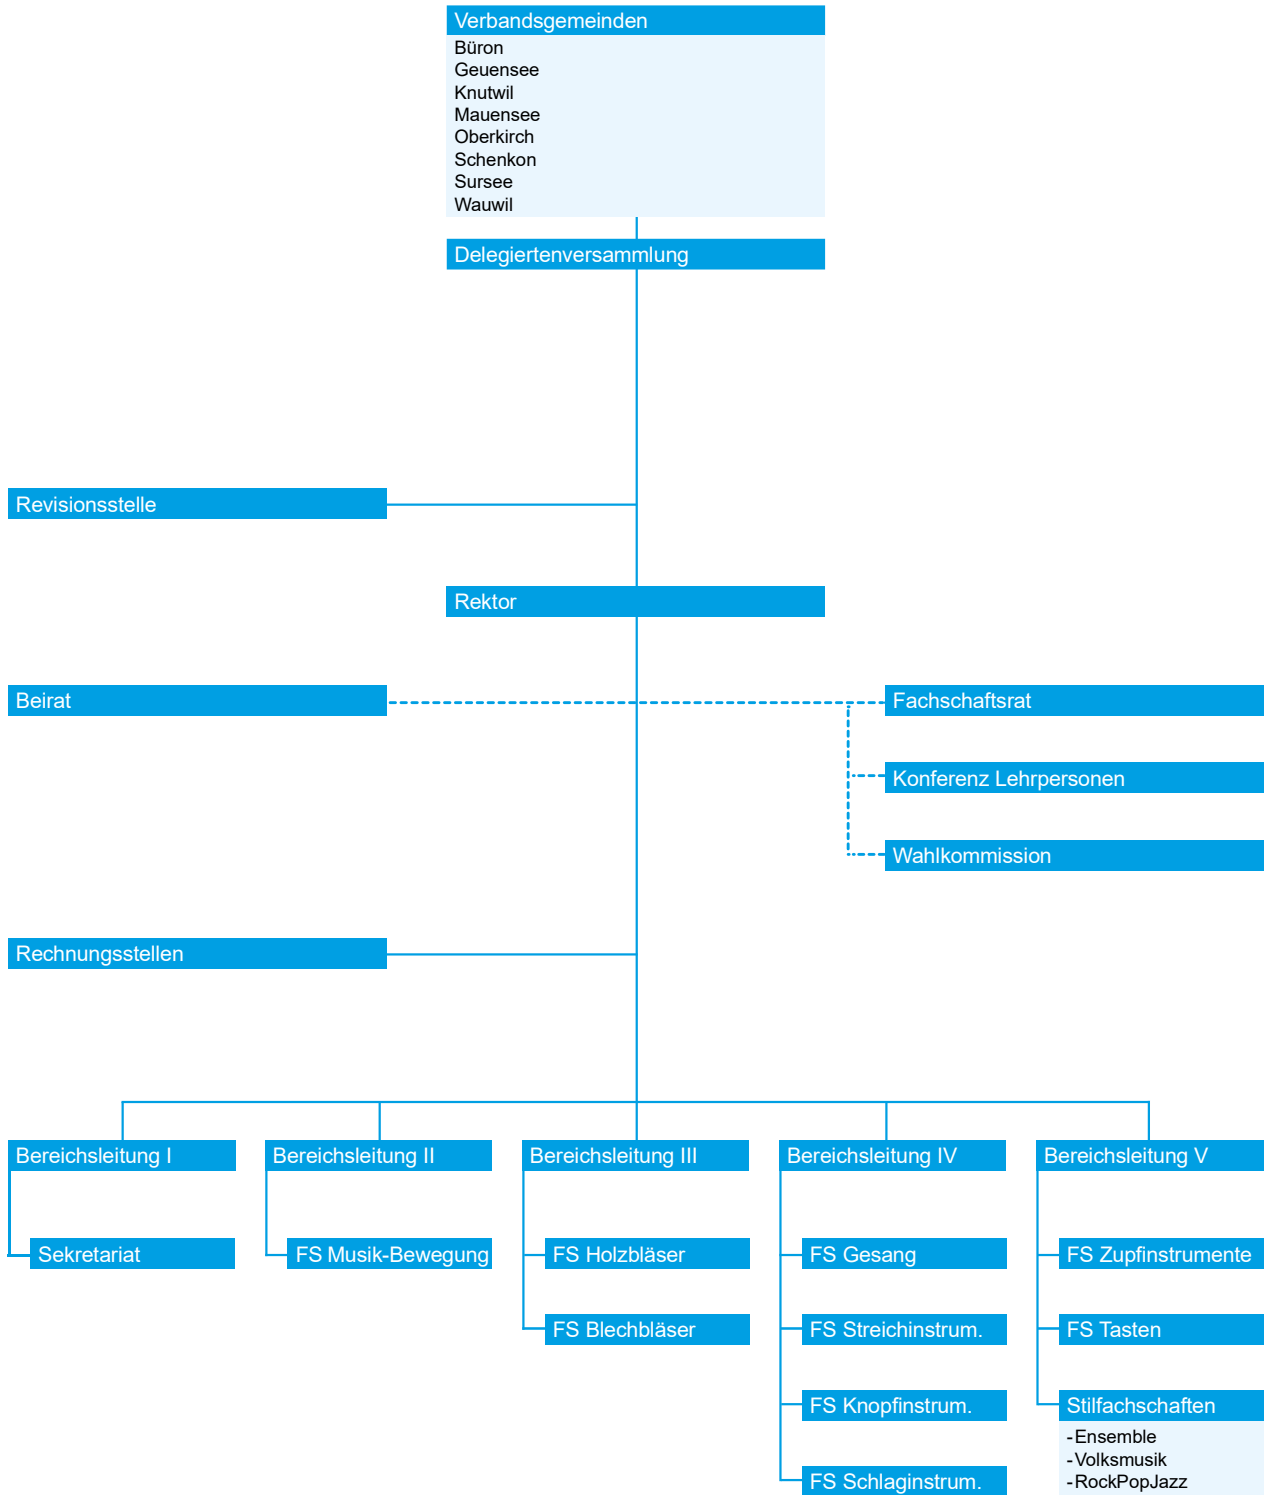 Verbandsgemeinden
Büron
Geuensee
Knutwil
Mauensee
Oberkirch
Schenkon
Sursee
Wauwil
Delegiertenversammlung
Revisionsstelle
Rektor
Beirat
Fachschaftsrat
Konferenz Lehrpersonen
Wahlkommission
Rechnungsstellen
Bereichsleitung I
Bereichsleitung II
Bereichsleitung III
Bereichsleitung IV
Bereichsleitung V
Sekretariat
FS Musik-Bewegung
FS Holzbläser
FS Gesang
FS Zupfinstrumente
FS Blechbläser
FS Streichinstrum.
FS Tasten
FS Knopfinstrum.
Stilfachschaften
-Ensemble
-Volksmusik
-RockPopJazz
FS Schlaginstrum.